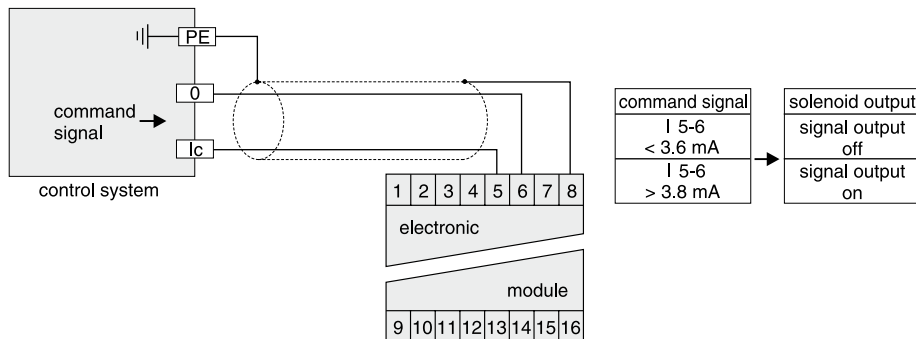 PE
0
command
signal
Ic
control system
1 2 3 4 5 6 7 8
electronic
module
9 10 11 12 13 14 15 16
command signal
I 5-6
< 3.6 mA
I 5-6
> 3.8 mA
solenoid output
signal output
off
signal output
on